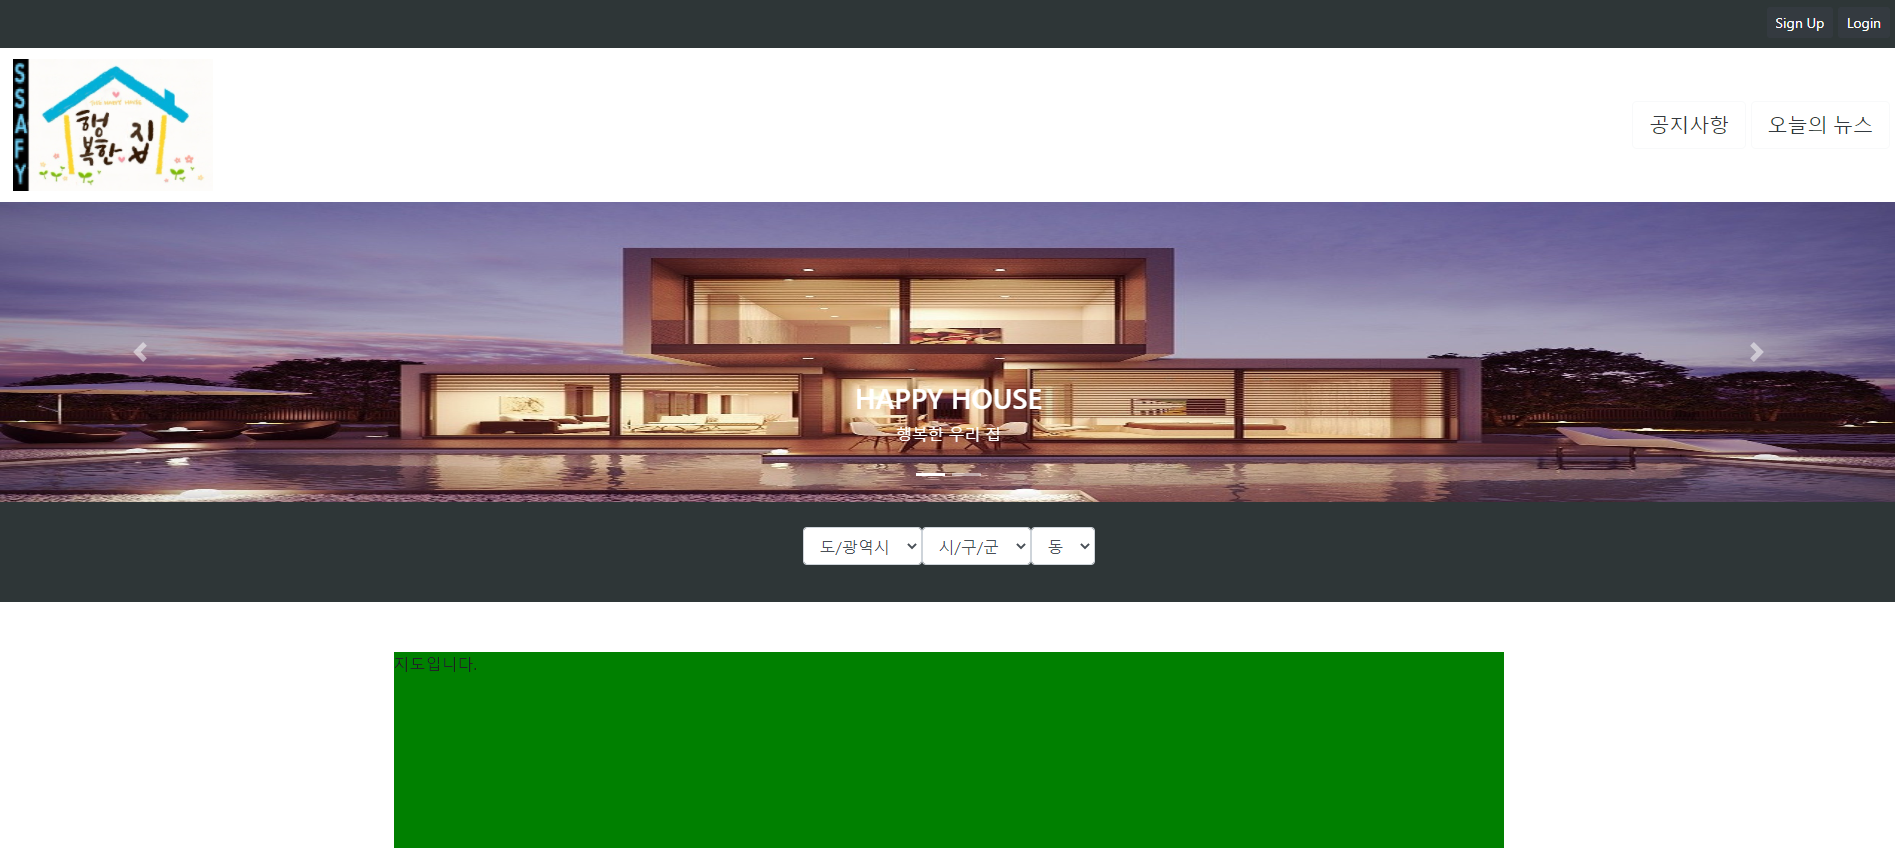 Sign Up Login
SSAFY
행
복한 집
공지사항 오늘의 뉴스
HAPPY HOUSE
행복한 우리 집
도/광역시 시/구/군 동
지도입니다.